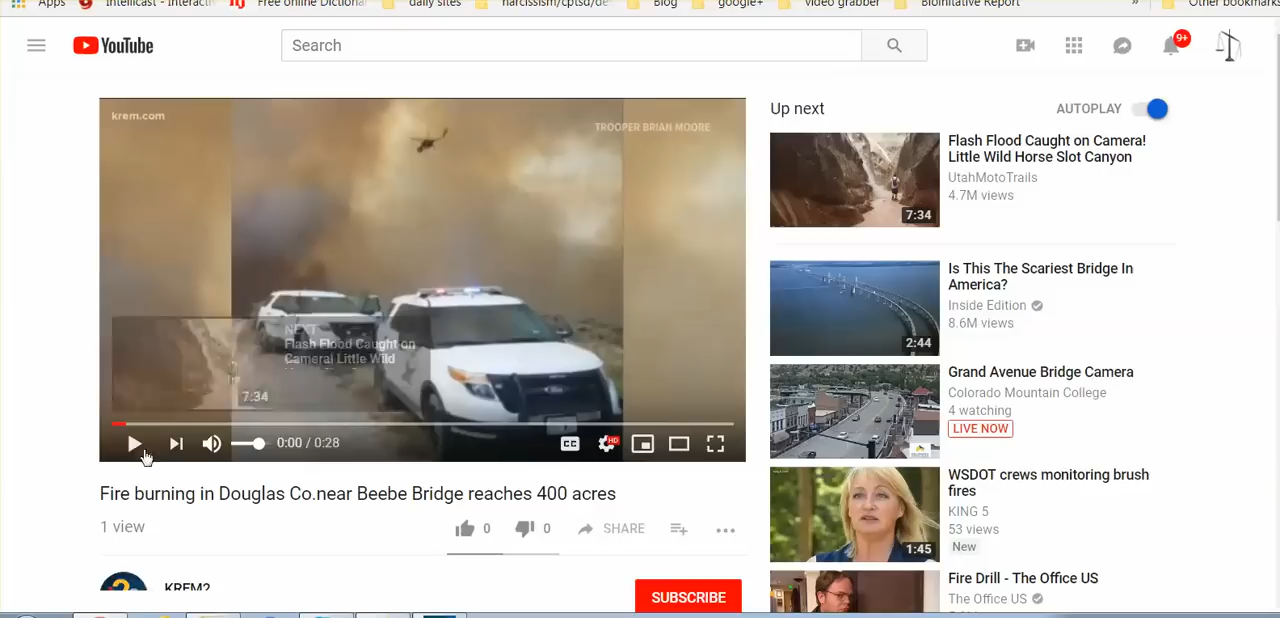 Apps
Intellicast - Interacti
Free online Dictionar
daily sites
narcissism/cptsd/de
Blog
google+
video grabber
BioInitiative Report
»
Other bookmarks
YouTube
Search
9+
krem.com
TROOPER BRIAN MOORE
NEXT
Flash Flood Caught on
Camera! Little Wild
7:34
0:00 / 0:28
CC
HD
Fire burning in Douglas Co.near Beebe Bridge reaches 400 acres
1 view
0
0
SHARE
KREM2
SUBSCRIBE
Up next
AUTOPLAY
7:34
Flash Flood Caught on Camera!
Little Wild Horse Slot Canyon
UtahMotoTrails
4.7M views
2:44
Is This The Scariest Bridge In
America?
Inside Edition
8.6M views
Grand Avenue Bridge Camera
Colorado Mountain College
4 watching
LIVE NOW
1:45
WSDOT crews monitoring brush
fires
KING 5
53 views
New
Fire Drill - The Office US
The Office US